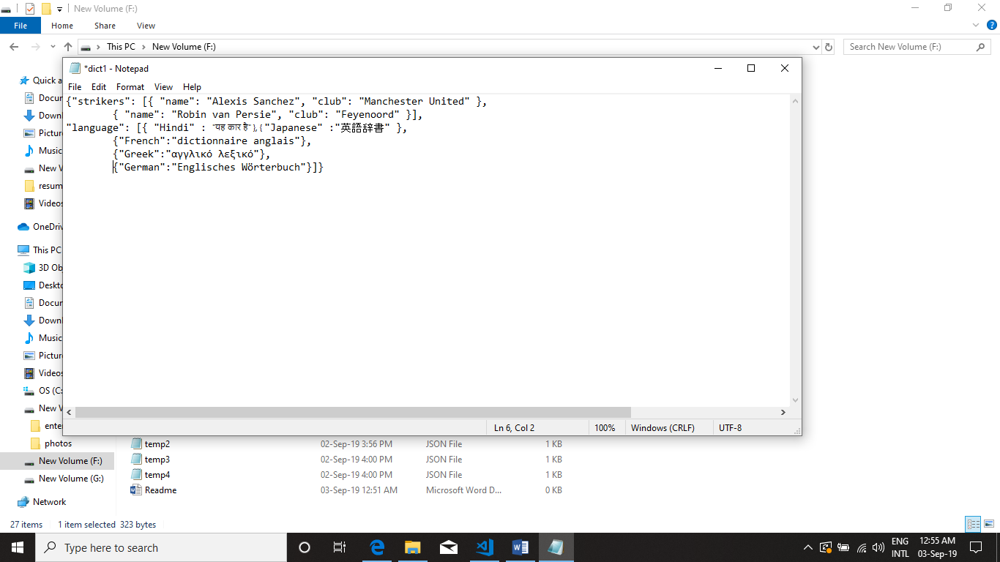 New Volume (F:)
File Home Share View
This PC New Volume (F:) Search New Volume (F:)
*dict1 - Notepad
File Edit Format View Help
{"strikers": [{ "name": "Alexis Sanchez", "club": "Manchester United" },
{ "name": "Robin van Persie", "club": "Feyenoord" }],
"language": [{ "Hindi" : "यह कार है"},{"Japanese" :"英語辞書" },
{"French":"dictionnaire anglais"},
{"Greek":"αγγλικό λεξικό"},
{"German":"Englisches Wörterbuch"}]}
Ln 6, Col 2 100% Windows (CRLF) UTF-8
Quick a
Docur
Downl
Picture
Music
New V
resum
Videos
OneDriv
This PC
3D Obj
Deskto
Docur
Downl
Music
Picture
Videos
OS (C:
New V
enter
photos
New Volume (F:)
New Volume (G:)
Network
temp2 02-Sep-19 3:56 PM JSON File 1 KB
temp3 02-Sep-19 4:00 PM JSON File 1 KB
temp4 02-Sep-19 4:00 PM JSON File 1 KB
Readme 03-Sep-19 12:51 AM Microsoft Word D... 0 KB
27 items 1 item selected 323 bytes
Type here to search
ENG
INTL
12:55 AM
03-Sep-19